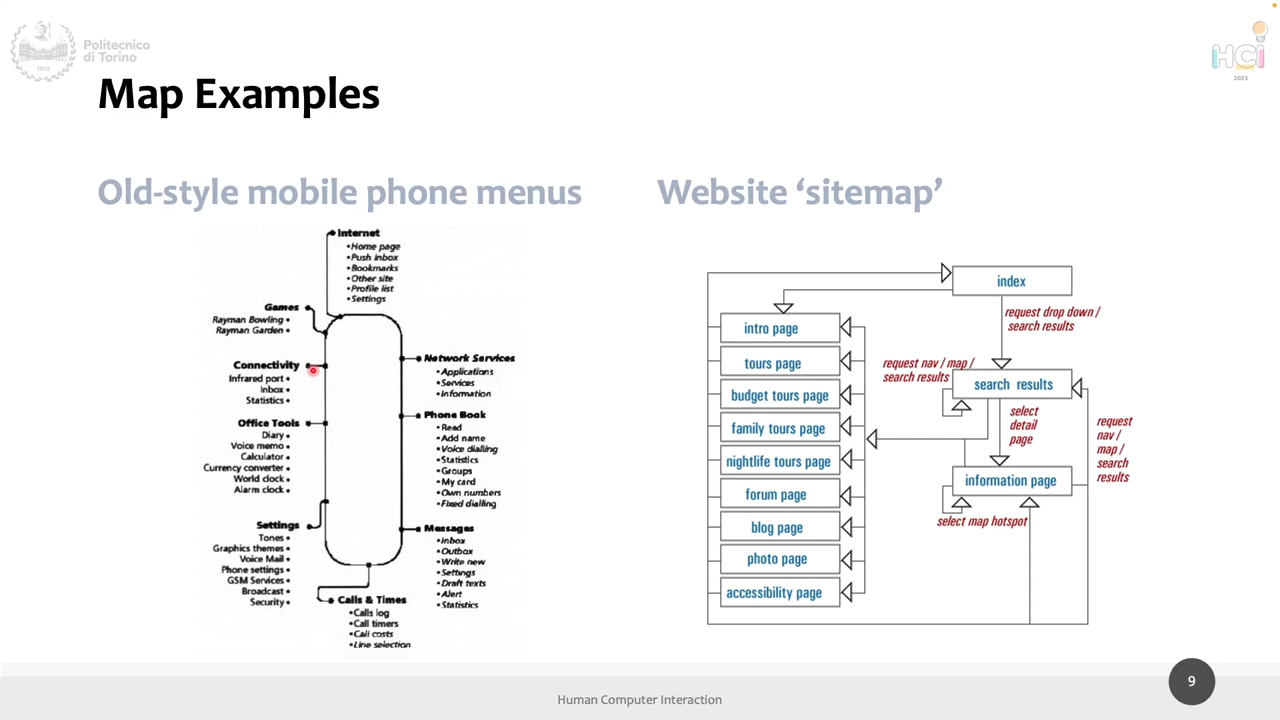 Politecnico
di Torino
1859
HCI
2023
Map Examples
Old-style mobile phone menus
Internet
•Home page
•Push inbox
•Bookmarks
•Other site
•Profile list
•Settings
Games
Rayman Bowling •
Rayman Garden •
Connectivity
Infrared port •
Inbox •
Statistics •
Office Tools
Diary •
Voice memo •
Calculator •
Currency converter •
World clock •
Alarm clock •
Settings
Tones •
Graphics themes •
Voice Mail •
Phone settings •
GSM Services •
Broadcast •
Security •
Network Services
•Applications
•Services
•Information
Phone Book
•Read
•Add name
•Voice dialling
•Statistics
•Groups
•My card
•Own numbers
•Fixed dialling
Messages
•Inbox
•Outbox
•Write new
•Settings
•Draft texts
•Alert
•Statistics
Calls & Times
•Calls log
•Call timers
•Call costs
•Line selection
Website ‘sitemap’
index
request drop down /
search results
intro page
tours page
budget tours page
family tours page
nightlife tours page
forum page
blog page
photo page
accessibility page
request nav / map /
search results
search results
select
detail
page
request
nav /
map /
search
results
information page
select map hotspot
Human Computer Interaction
9